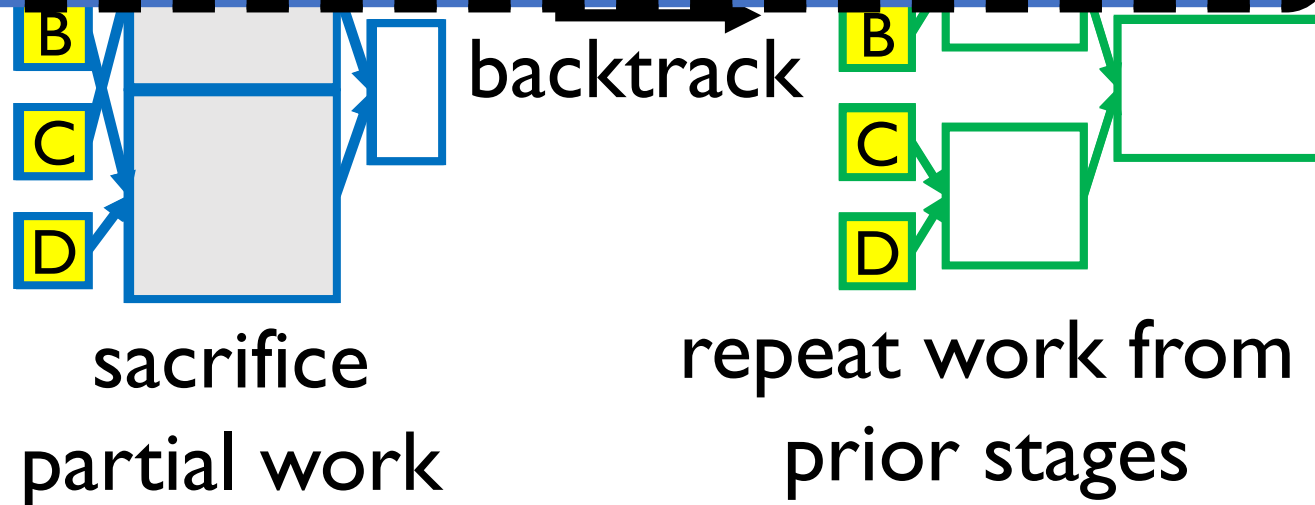 B
backtrack
B
C
C
D
D
sacrifice
partial work
repeat work from
prior stages